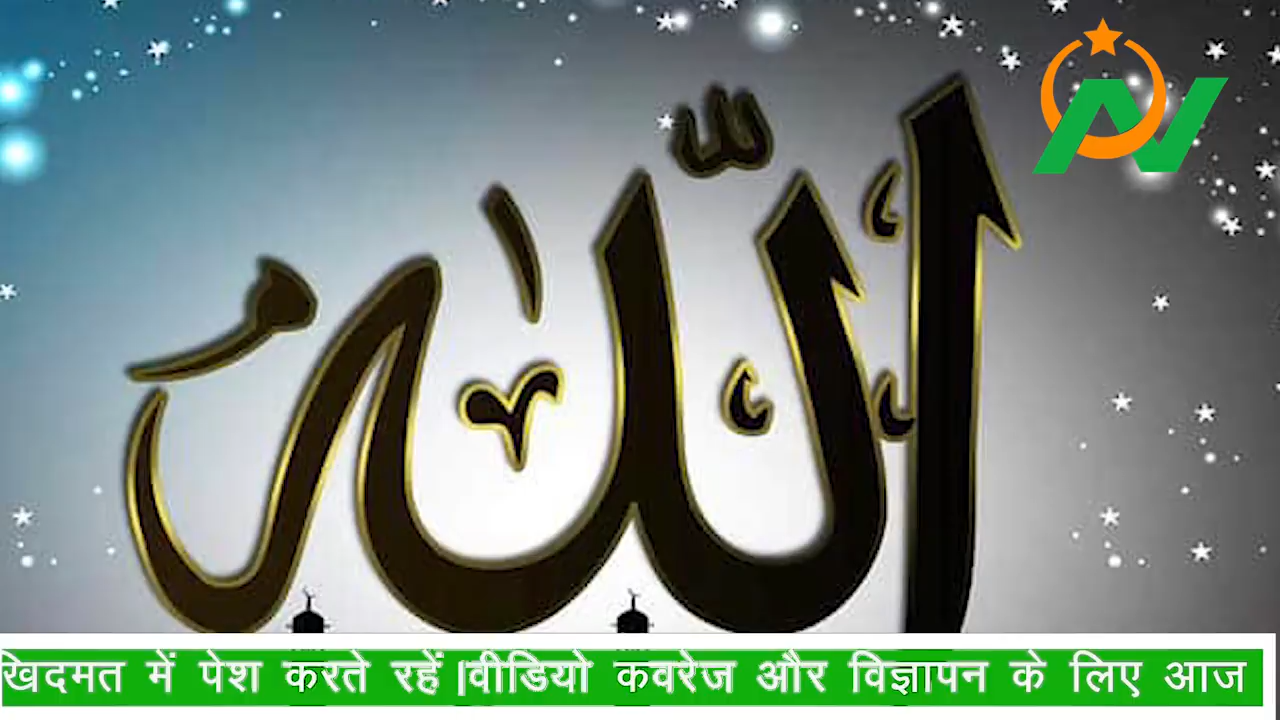 الله
खिदमत में पेश करते रहें |वीडियो कवरेज और विज्ञापन के लिए आज